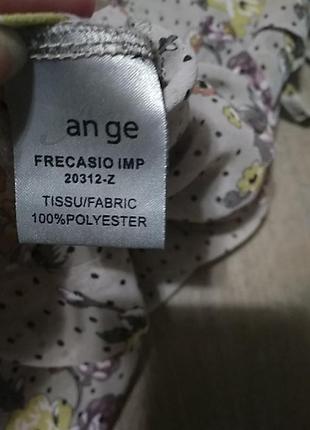 an ge
FRECASIO IMP
20312-Z
TISSU/FABRIC
100%POLYESTER